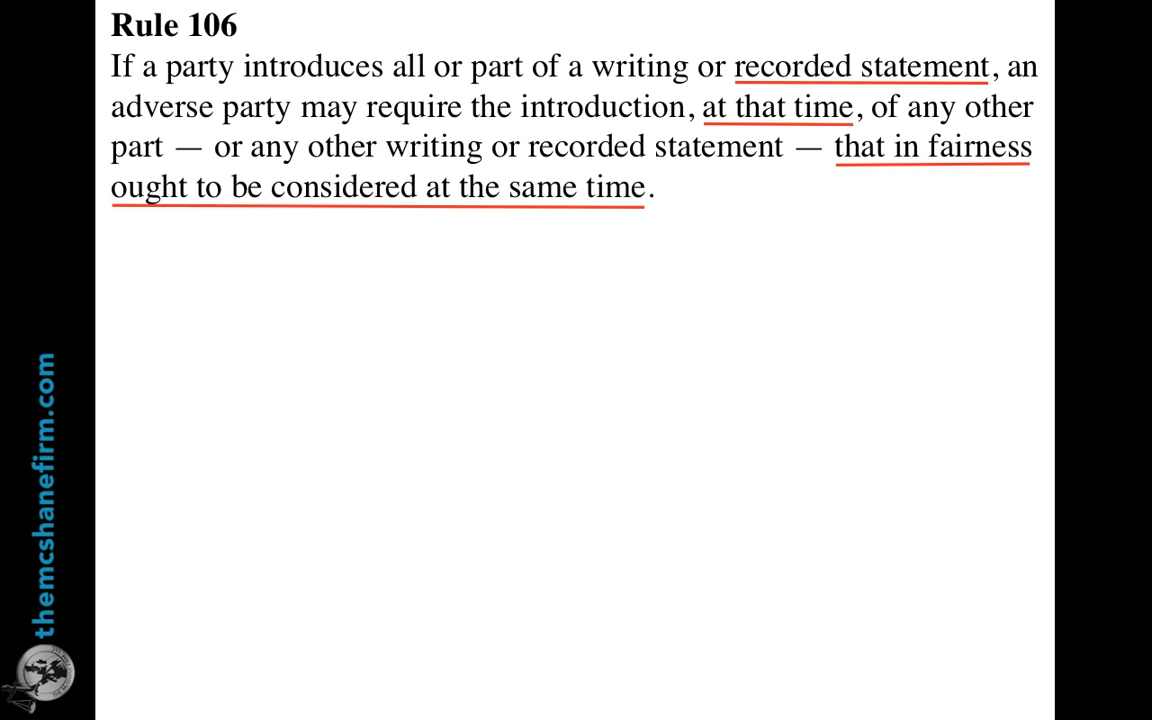 Rule 106
If a party introduces all or part of a writing or recorded statement, an
adverse party may require the introduction, at that time, of any other
part — or any other writing or recorded statement — that in fairness
ought to be considered at the same time.
themcshanefirm.com